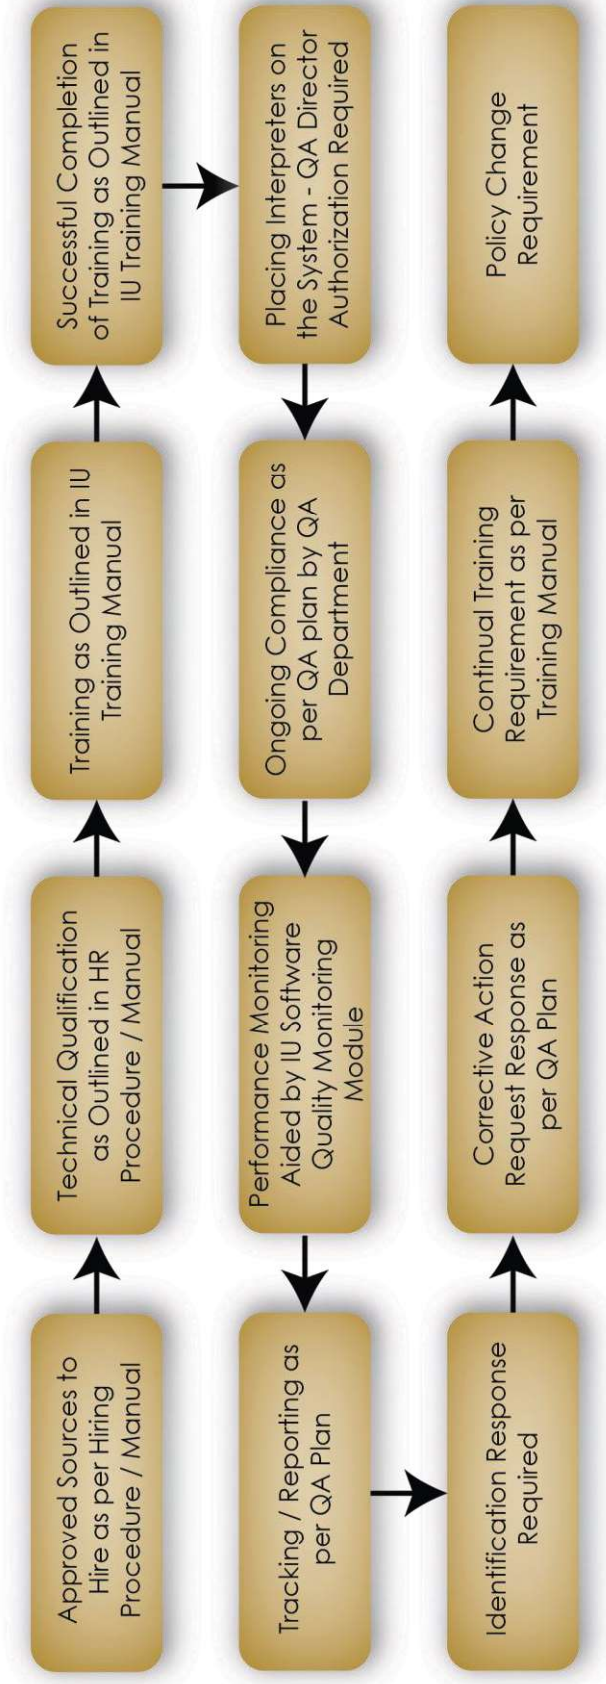 Approved Sources to
Hire as per Hiring
Procedure / Manual
Technical Qualification
as Outlined in HR
Procedure / Manual
Training as Outlined in IU
Training Manual
Successful Completion
of Training as Outlined in
IU Training Manual
Placing Interpreters on
the System - QA Director
Authorization Required
Ongoing Compliance as
per QA plan by QA
Department
Performance Monitoring
Aided by IU Software
Quality Monitoring
Module
Tracking / Reporting as
per QA Plan
Identification Response
Required
Corrective Action
Request Response as
per QA Plan
Continual Training
Requirement as per
Training Manual
Policy Change
Requirement